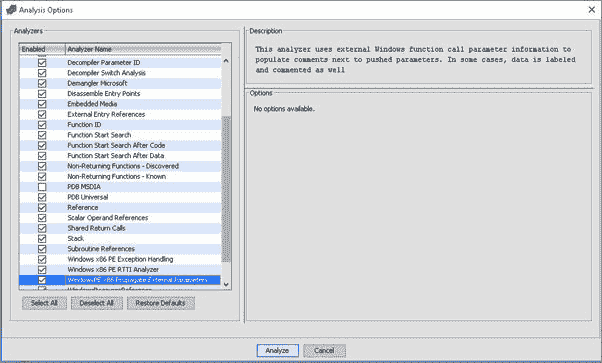 Analysis Options
Analyzers
Enabled Analyzer Name
Decompiler Parameter ID
Decompiler Switch Analysis
Demangler Microsoft
Disassemble Entry Points
Embedded Media
External Entry References
Function ID
Function Start Search
Function Start Search After Code
Function Start Search After Data
Non-Returning Functions - Discovered
Non-Returning Functions - Known
PDB MSDIA
PDB Universal
Reference
Scalar Operand References
Shared Return Calls
Stack
Subroutine References
Windows x86 PE Exception Handling
Windows x86 PE RTTI Analyzer
WindowsPE x86 Propagate External Parameters
Select All Deselect All Restore Defaults
Description
This analyzer uses external Windows function call parameter information to
populate comments next to pushed parameters. In some cases, data is labeled
and commented as well
Options
No options available.
Analyze Cancel